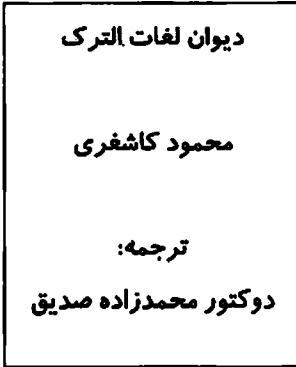 دیوان لغات الترک
محمود کاشغری
ترجمه:
دوکتور محمدزاده صدیق